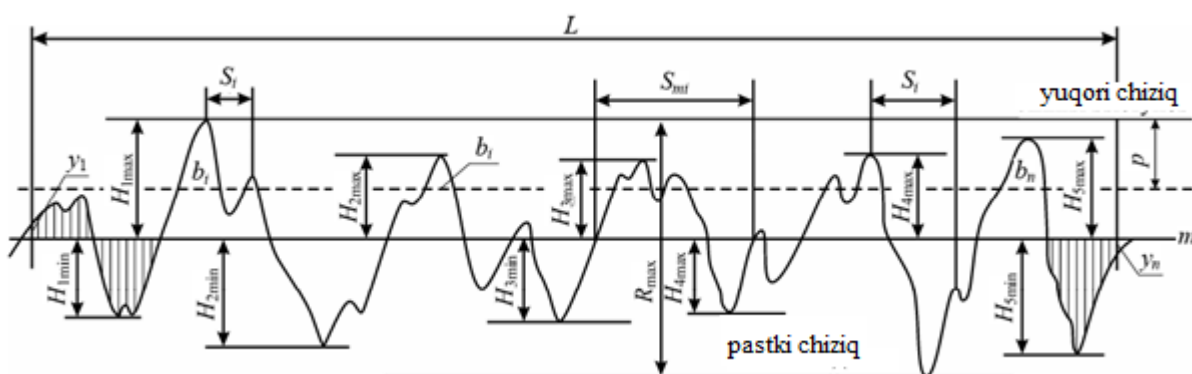 L
S_i
S_mi
S_i
yuqori chiziq
y_1
H_1max
b_i
H_2max
b_i
H_3max
H_4max
b_n
H_5max
p
m
H_1min
H_2min
H_3min
R_max
H_4max
H_5min
y_n
pastki chiziq